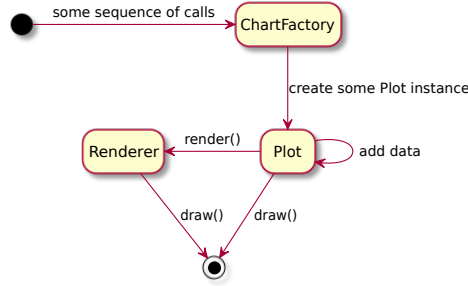 some sequence of calls
ChartFactory
create some Plot instance
render()
Renderer
Plot
add data
draw()
draw()